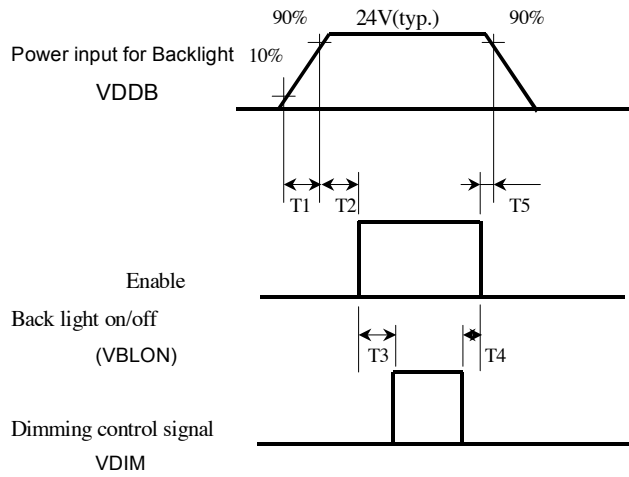 90% 24V(typ.) 90%
Power input for Backlight 10%
VDDB
T1 T2 T5
Enable
Back light on/off
(VBLON) T3 T4
Dimming control signal
VDIM